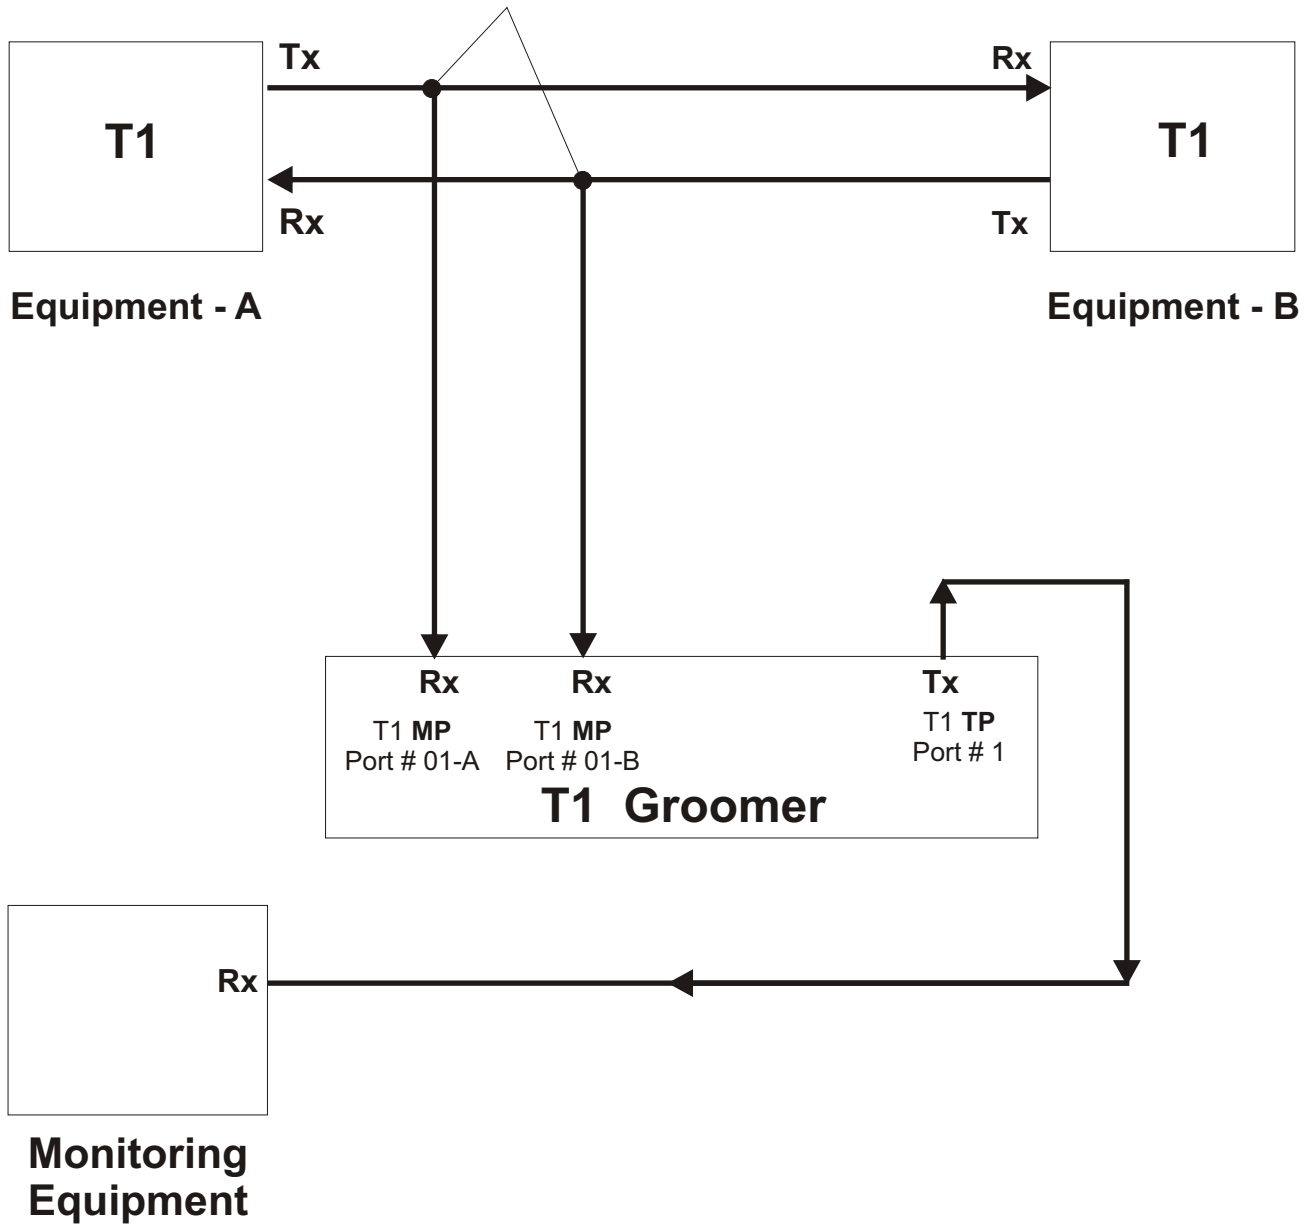 Tx
Rx
T1
T1
Rx
Tx
Equipment - A
Equipment - B
Rx
Rx
Tx
T1 MP
Port # 01-A
T1 MP
Port # 01-B
T1 TP
Port # 1
T1 Groomer
Rx
Monitoring
Equipment